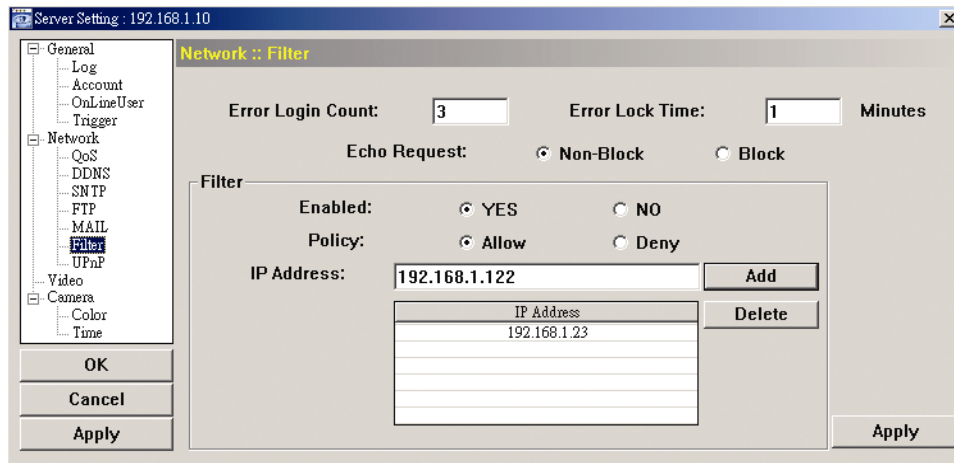 Server Setting : 192.168.1.10
General
Log
Account
OnLineUser
Trigger
Network
QoS
DDNS
SNTP
FTP
MAIL
Filter
UPnP
Video
Camera
Color
Time
OK
Cancel
Apply
Network :: Filter
Error Login Count: 3 Error Lock Time: 1 Minutes
Echo Request: Non-Block Block
Filter
Enabled: YES NO
Policy: Allow Deny
IP Address: 192.168.1.122 Add
IP Address Delete
192.168.1.23
Apply